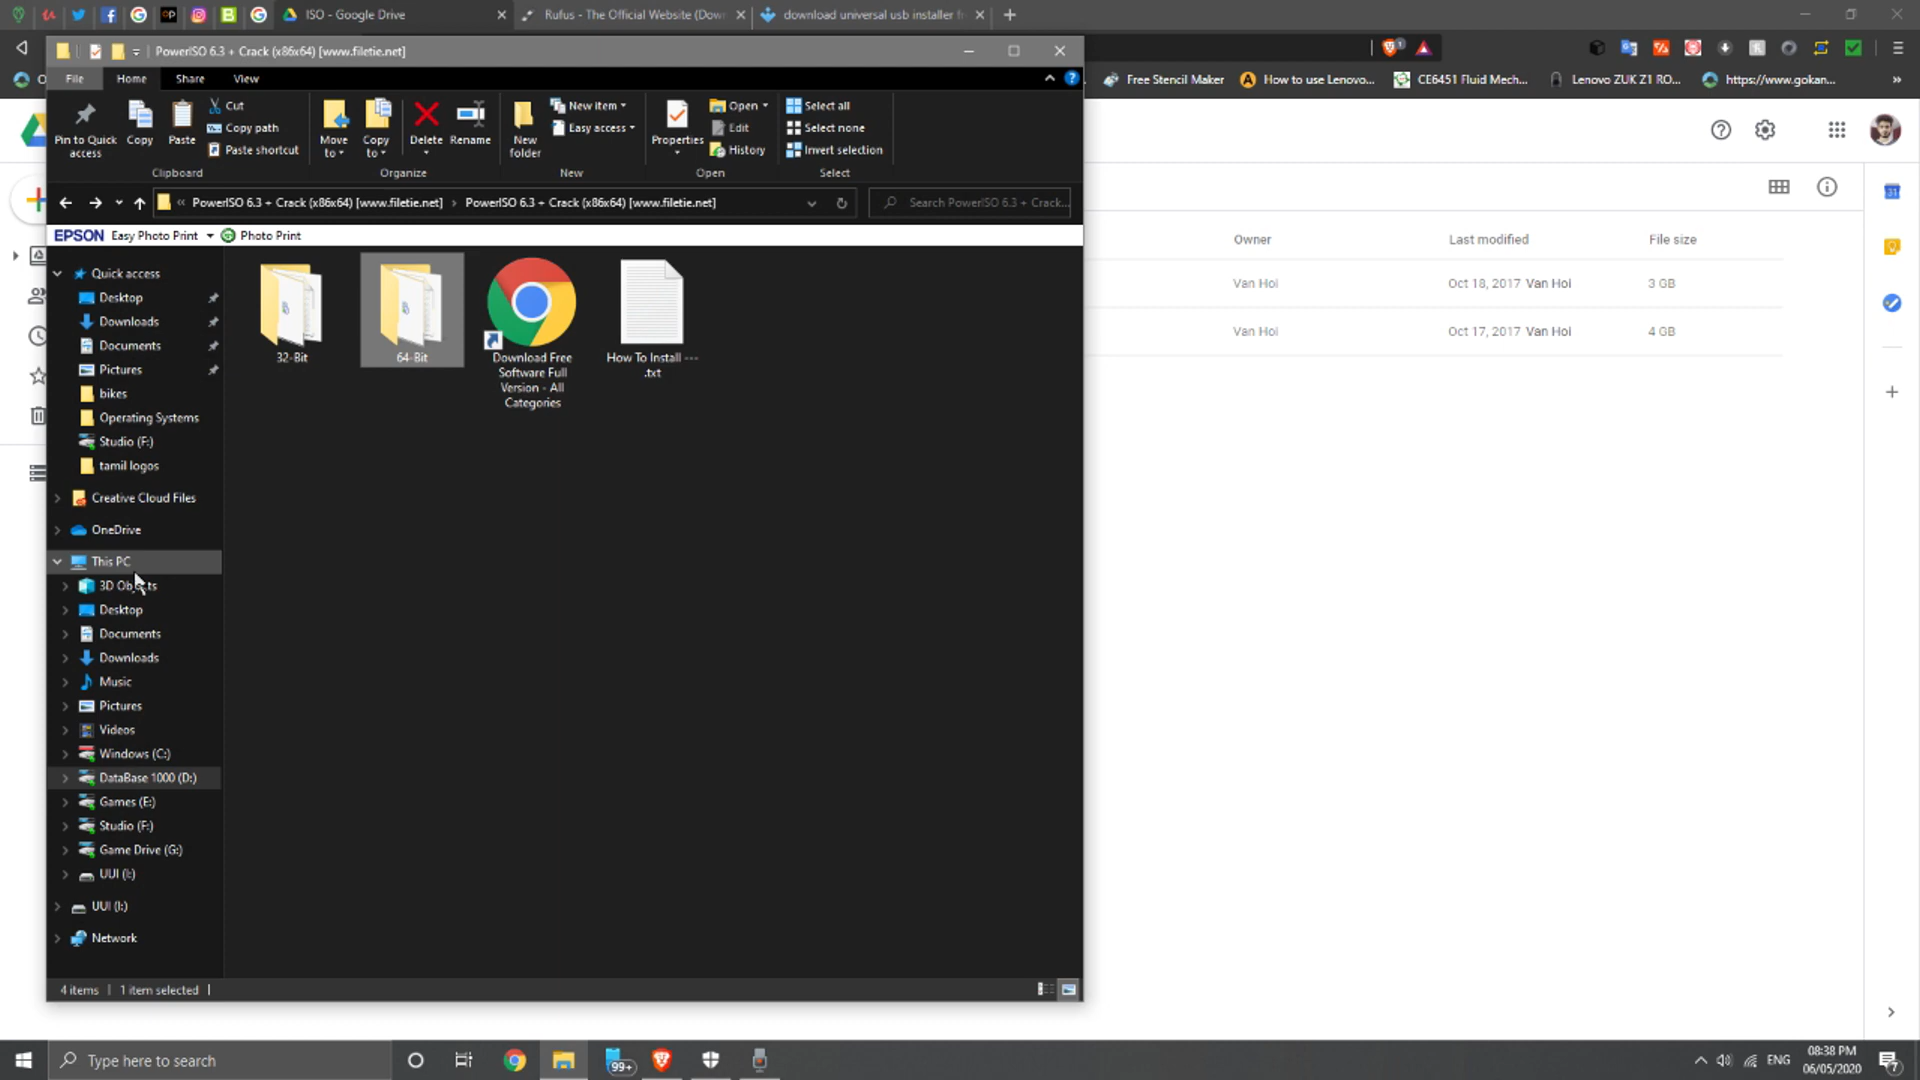 ISO - Google Drive
Rufus - The Official Website (Dow
download universal usb installer f
PowerISO 6.3 + Crack (x86x64) [www.filetie.net]
File
Home
Share
View
Free Stencil Maker
How to use Lenovo...
CE6451 Fluid Mech...
Lenovo ZUK Z1 RO...
https://www.gokan...
Pin to Quick access
Copy
Paste
Cut
Copy path
Paste shortcut
Move to
Copy to
Delete
Rename
New folder
New item
Easy access
Properties
Open
Edit
History
Select all
Select none
Invert selection
Clipboard
Organize
New
Open
Select
« PowerISO 6.3 + Crack (x86x64) [www.filetie.net] › PowerISO 6.3 + Crack (x86x64) [www.filetie.net]
Search PowerISO 6.3 + Crack...
EPSON Easy Photo Print Photo Print
Owner
Last modified
File size
Van Hoi
Oct 18, 2017 Van Hoi
3 GB
Van Hoi
Oct 17, 2017 Van Hoi
4 GB
Quick access
Desktop
Downloads
Documents
Pictures
bikes
Operating Systems
Studio (F:)
tamil logos
Creative Cloud Files
OneDrive
This PC
3D Objects
Desktop
Documents
Downloads
Music
Pictures
Videos
Windows (C:)
DataBase 1000 (D:)
Games (E:)
Studio (F:)
Game Drive (G:)
UUI (I:)
UUI (I:)
Network
32-Bit
64-Bit
Download Free
Software Full
Version - All
Categories
How To Install ---
.txt
4 items
1 item selected
Type here to search
99+
ENG
08:38 PM
06/05/2020
7